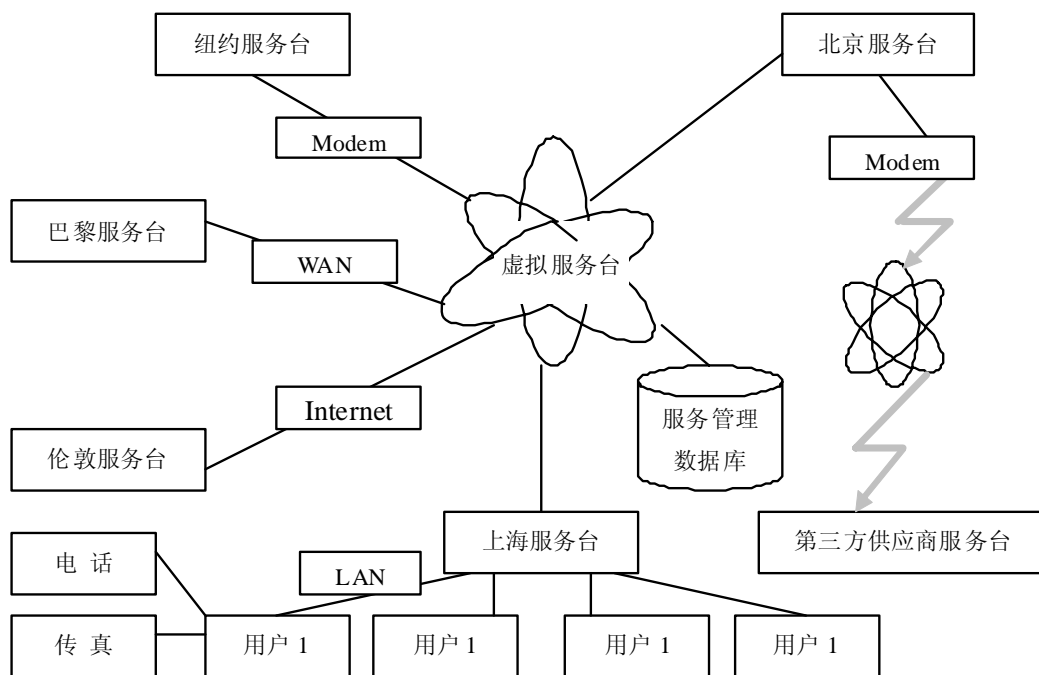 纽约服务台
北京服务台
Modem
Modem
巴黎服务台
WAN
虚拟服务台
Internet
服务管理
数据库
伦敦服务台
上海服务台
第三方供应商服务台
电 话
LAN
传 真
用户 1
用户 1
用户 1
用户 1